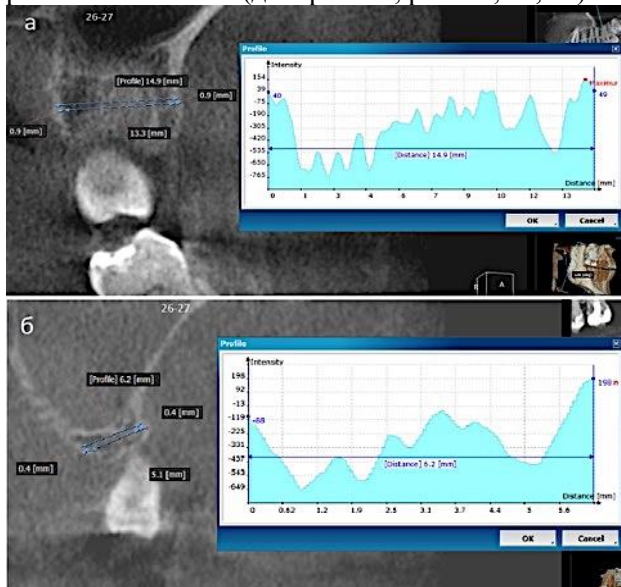 а
26-27
[Profile] 14.9 [mm]
0.9 [mm]
0.9 [mm]
13.3 [mm]
Profile
Intensity
154
39
-75
-190
-305
-420
-535
-650
-765
40
49
[Distance] 14.9 [mm]
0 1 3 4 6 7 9 10 12 13
Distance [mm]
OK
Cancel
A
б
26-27
[Profile] 6.2 [mm]
0.4 [mm]
0.4 [mm]
5.1 [mm]
Profile
Intensity
198
92
-13
-119
-225
-331
-437
-543
-649
-88
198
[Distance] 6.2 [mm]
0 0.62 1.2 1.9 2.5 3.1 3.7 4.4 5 5.6
Distance [mm]
OK
Cancel